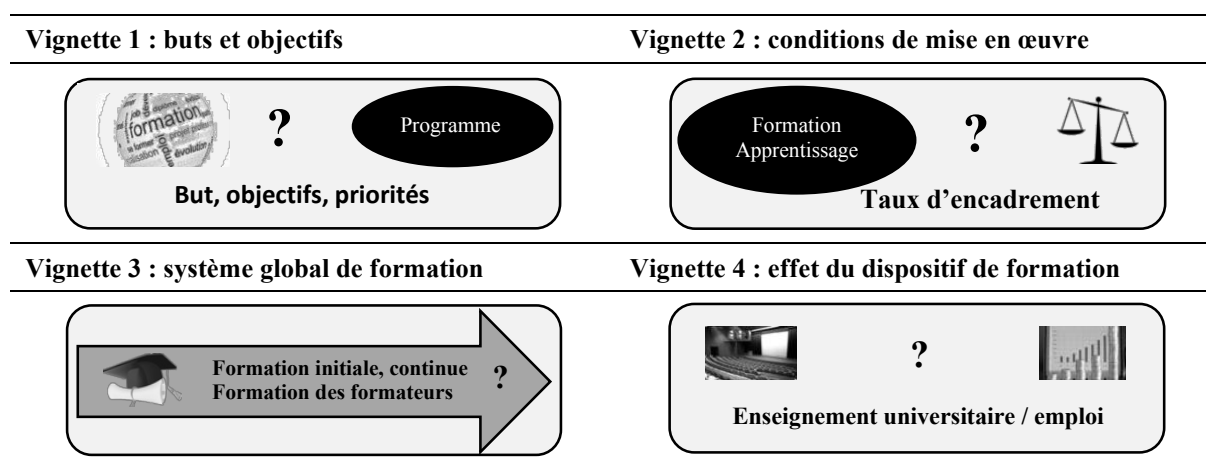 Vignette 1 : buts et objectifs
Vignette 2 : conditions de mise en œuvre
formation
projet
évolution
?
Programme
But, objectifs, priorités
Formation
Apprentissage
?
Taux d'encadrement
Vignette 3 : système global de formation
Vignette 4 : effet du dispositif de formation
Formation initiale, continue
Formation des formateurs
?
?
Enseignement universitaire / emploi